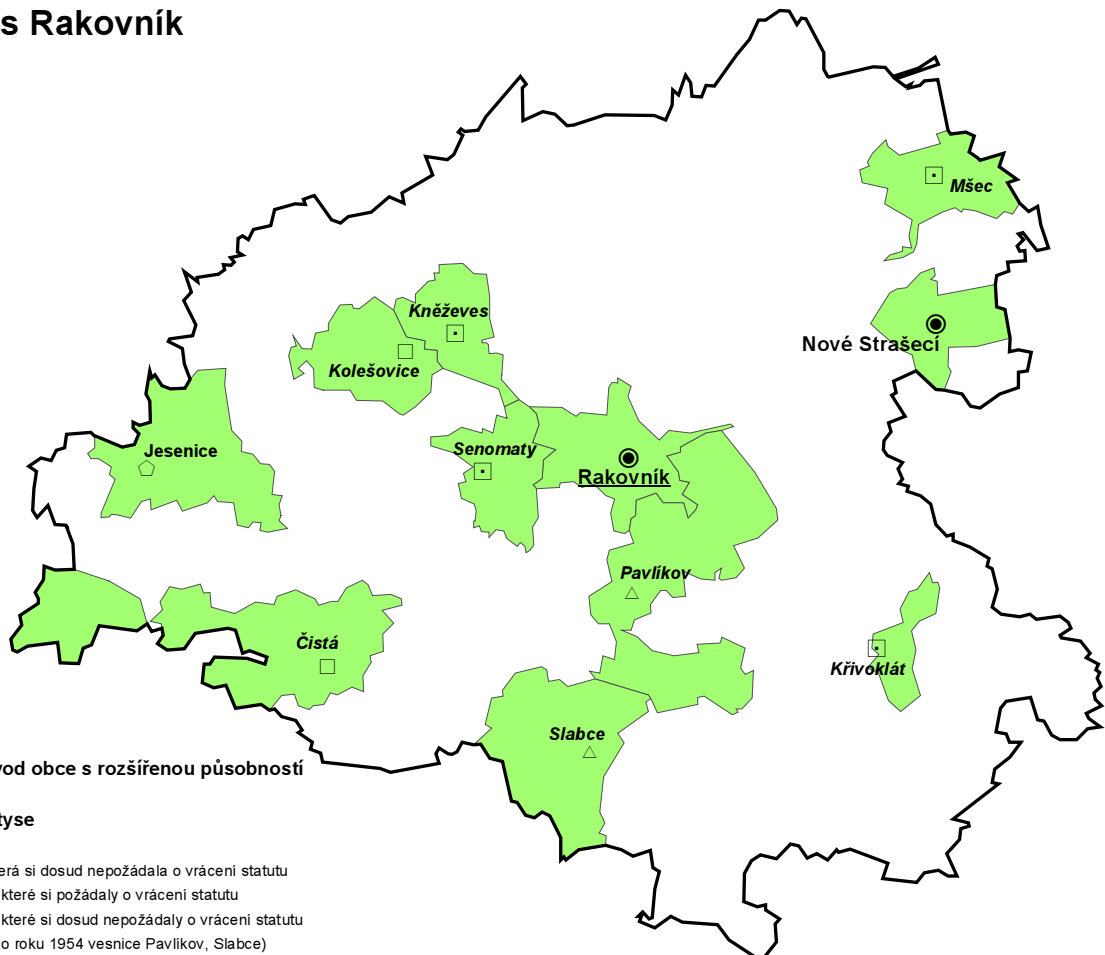 s Rakovník
Mšec
Kněževes
Nové Strašecí
Kolešovice
Jesenice
Senomaty
Rakovník
Pavlíkov
Čistá
Křivoklát
Slabce
vod obce s rozšířenou působností
tyse
erá si dosud nepožádala o vrácení statutu
které si požádaly o vrácení statutu
které si dosud nepožádaly o vrácení statutu
o roku 1954 vesnice Pavlíkov, Slabce)